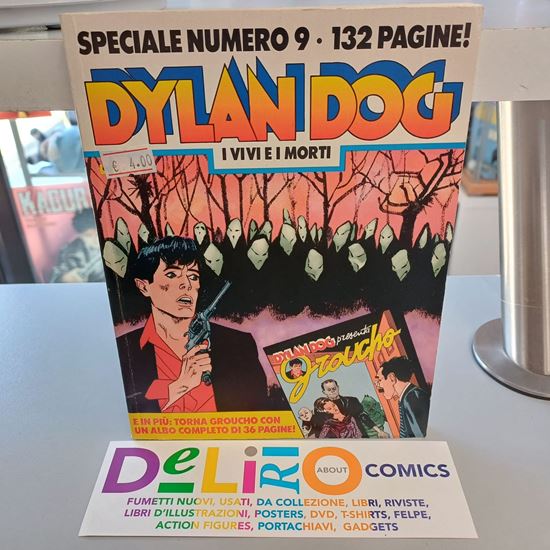 SPECIALE NUMERO 9 · 132 PAGINE!
DYLAN DOG
I VIVI E I MORTI
€ 4.00
KAGUR
DYLAN DOG presenta
Groucho
E IN PIÙ: TORNA GROUCHO CON
UN ALBO COMPLETO DI 36 PAGINE!
DeLiRiO ABOUT COMICS
FUMETTI NUOVI, USATI, DA COLLEZIONE, LIBRI, RIVISTE,
LIBRI D'ILLUSTRAZIONI, POSTERS, DVD, T-SHIRTS, FELPE,
ACTION FIGURES, PORTACHIAVI, GADGETS